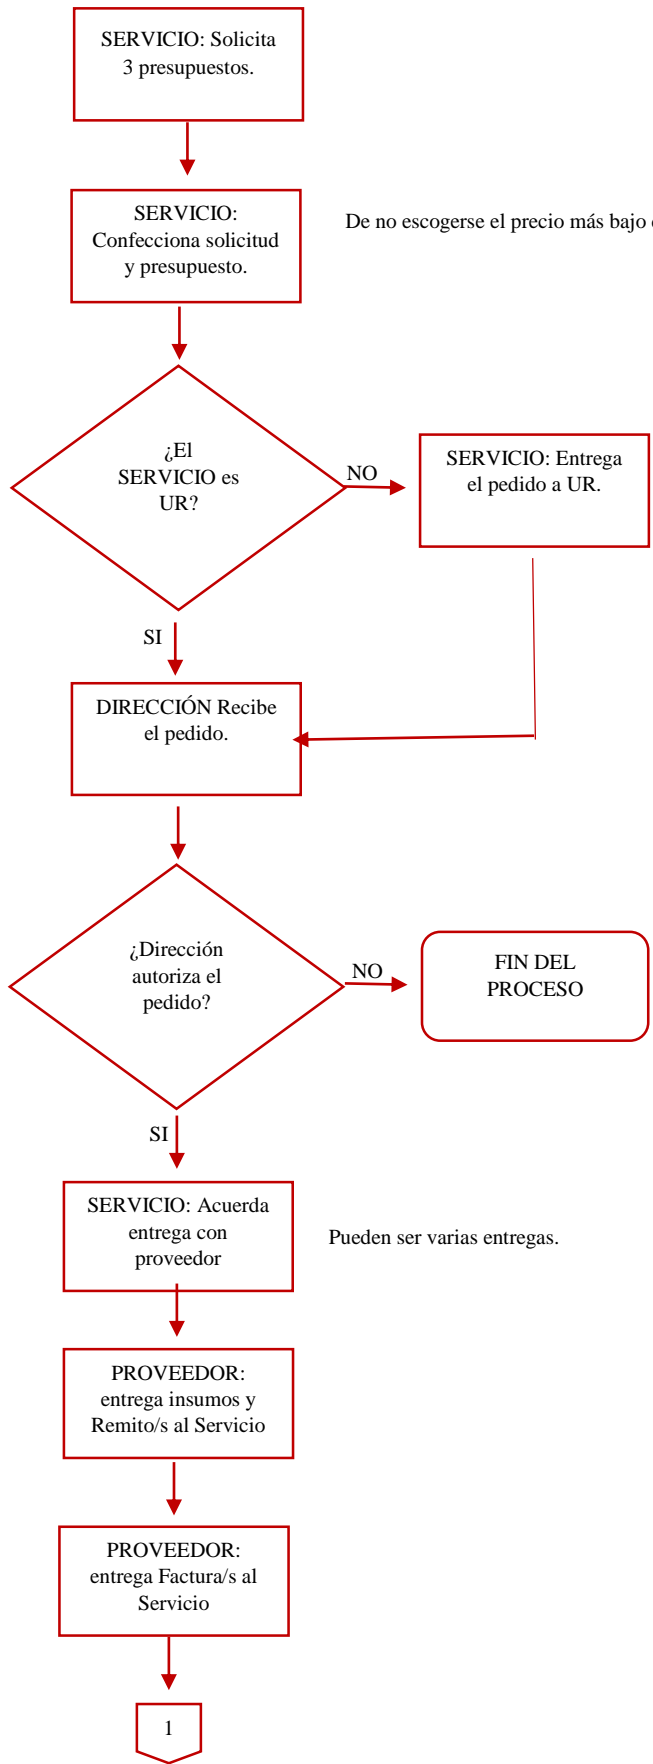 SERVICIO: Solicita
3 presupuestos.
SERVICIO:
Confecciona solicitud
y presupuesto.
De no escogerse el precio más bajo
¿El
SERVICIO es
UR?
NO
SERVICIO: Entrega
el pedido a UR.
SI
DIRECCIÓN Recibe
el pedido.
¿Dirección
autoriza el
pedido?
NO
FIN DEL
PROCESO
SI
SERVICIO: Acuerda
entrega con
proveedor
Pueden ser varias entregas.
PROVEEDOR:
entrega insumos y
Remito/s al Servicio
PROVEEDOR:
entrega Factura/s al
Servicio
1